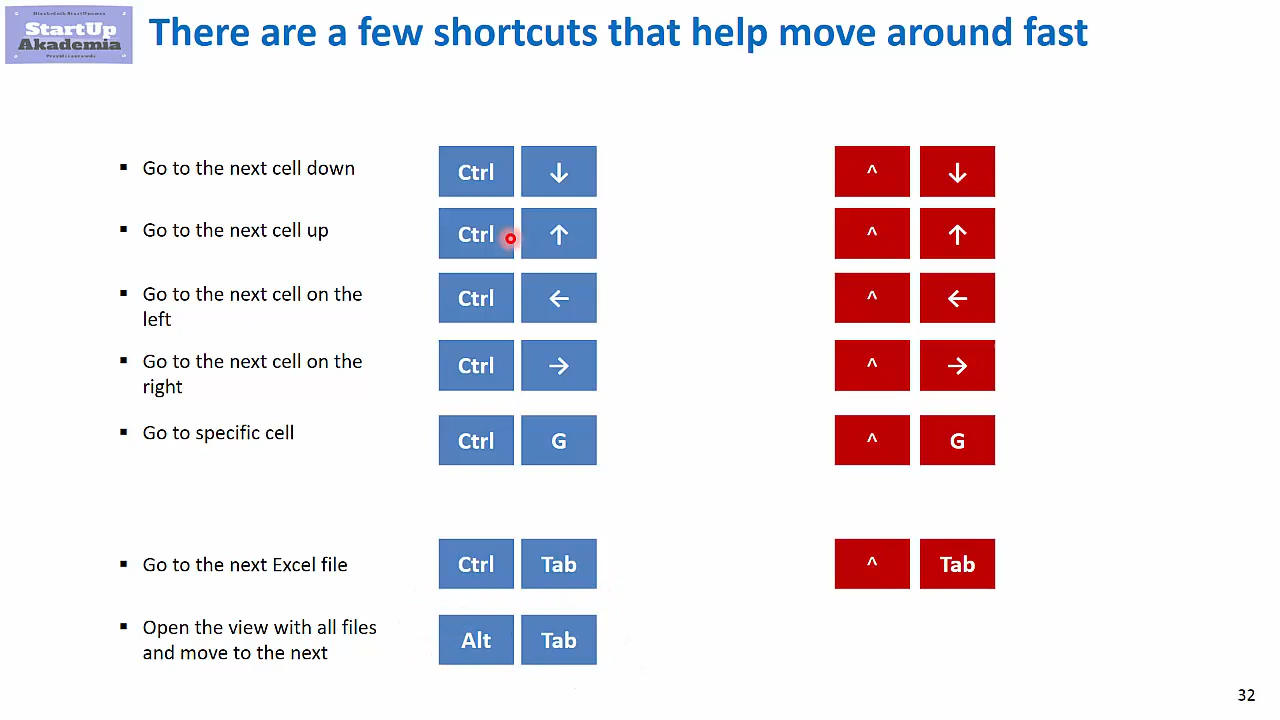 StartUp
Akademia
There are a few shortcuts that help move around fast
▪ Go to the next cell down Ctrl ↓ ^ ↓
▪ Go to the next cell up Ctrl ↑ ^ ↑
▪ Go to the next cell on the Ctrl ← ^ ←
left
▪ Go to the next cell on the Ctrl → ^ →
right
▪ Go to specific cell Ctrl G ^ G
▪ Go to the next Excel file Ctrl Tab ^ Tab
▪ Open the view with all files Alt Tab
and move to the next
32